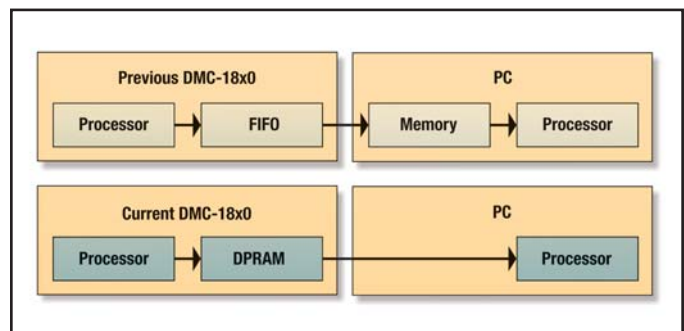 Previous DMC-18x0
PC
Processor
FIFO
Memory
Processor
Current DMC-18x0
PC
Processor
DPRAM
Processor